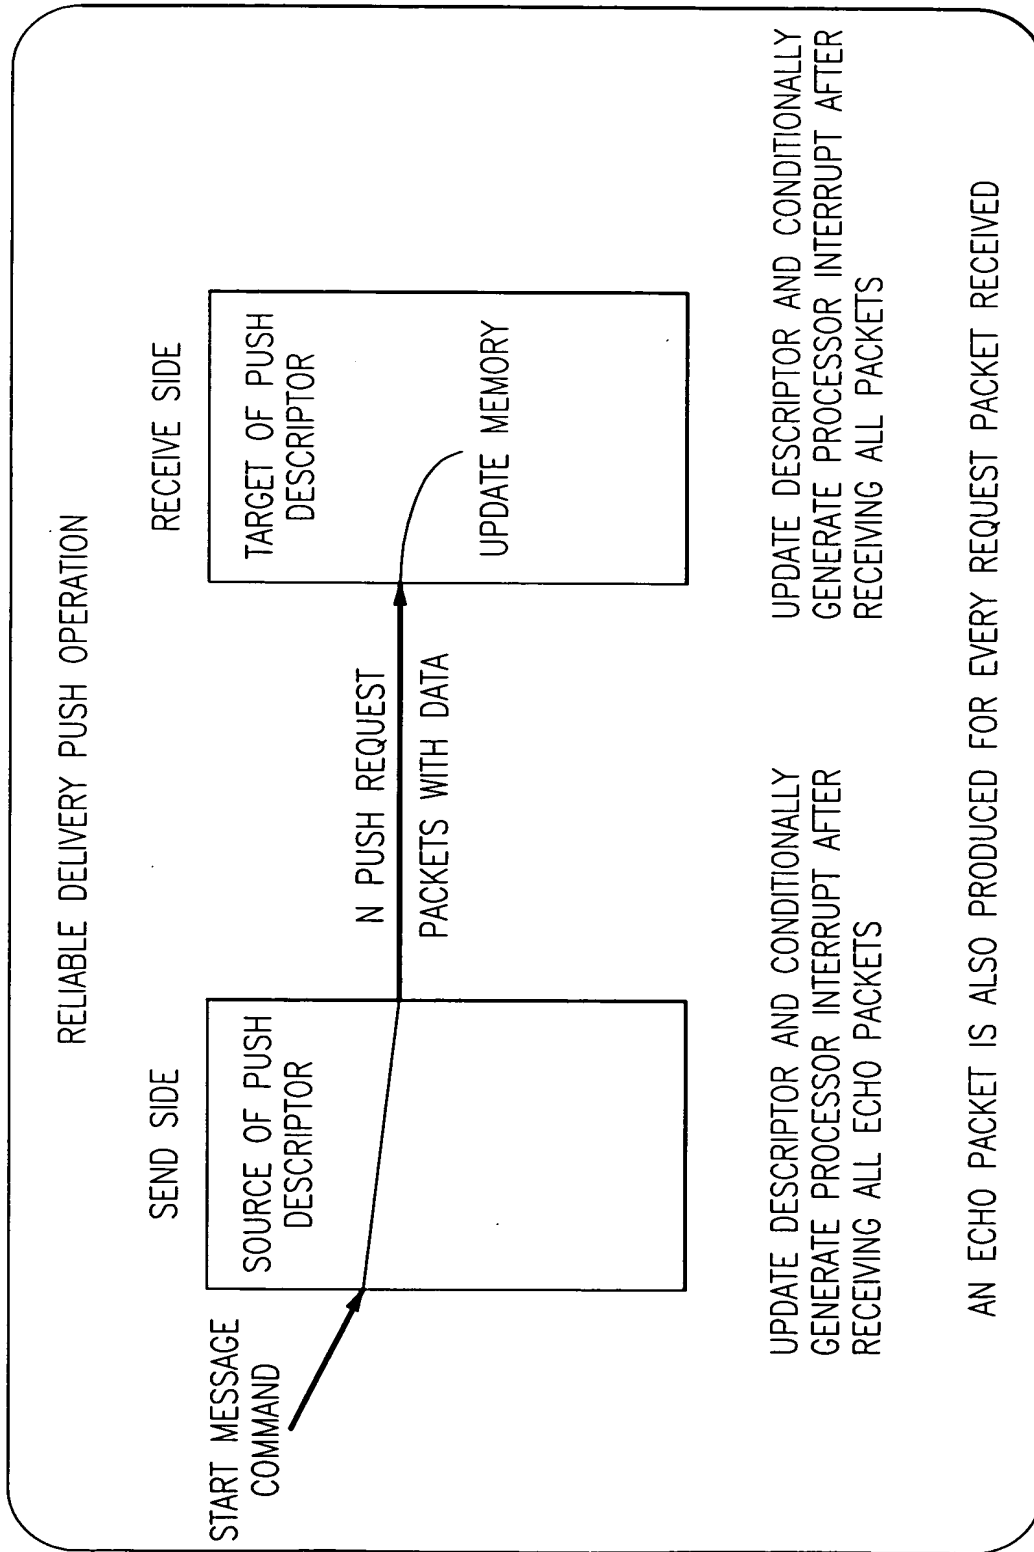 RELIABLE DELIVERY PUSH OPERATION
SEND SIDE
RECEIVE SIDE
START MESSAGE
COMMAND
SOURCE OF PUSH
DESCRIPTOR
N PUSH REQUEST
PACKETS WITH DATA
TARGET OF PUSH
DESCRIPTOR
UPDATE MEMORY
UPDATE DESCRIPTOR AND CONDITIONALLY
GENERATE PROCESSOR INTERRUPT AFTER
RECEIVING ALL ECHO PACKETS
UPDATE DESCRIPTOR AND CONDITIONALLY
GENERATE PROCESSOR INTERRUPT AFTER
RECEIVING ALL PACKETS
AN ECHO PACKET IS ALSO PRODUCED FOR EVERY REQUEST PACKET RECEIVED